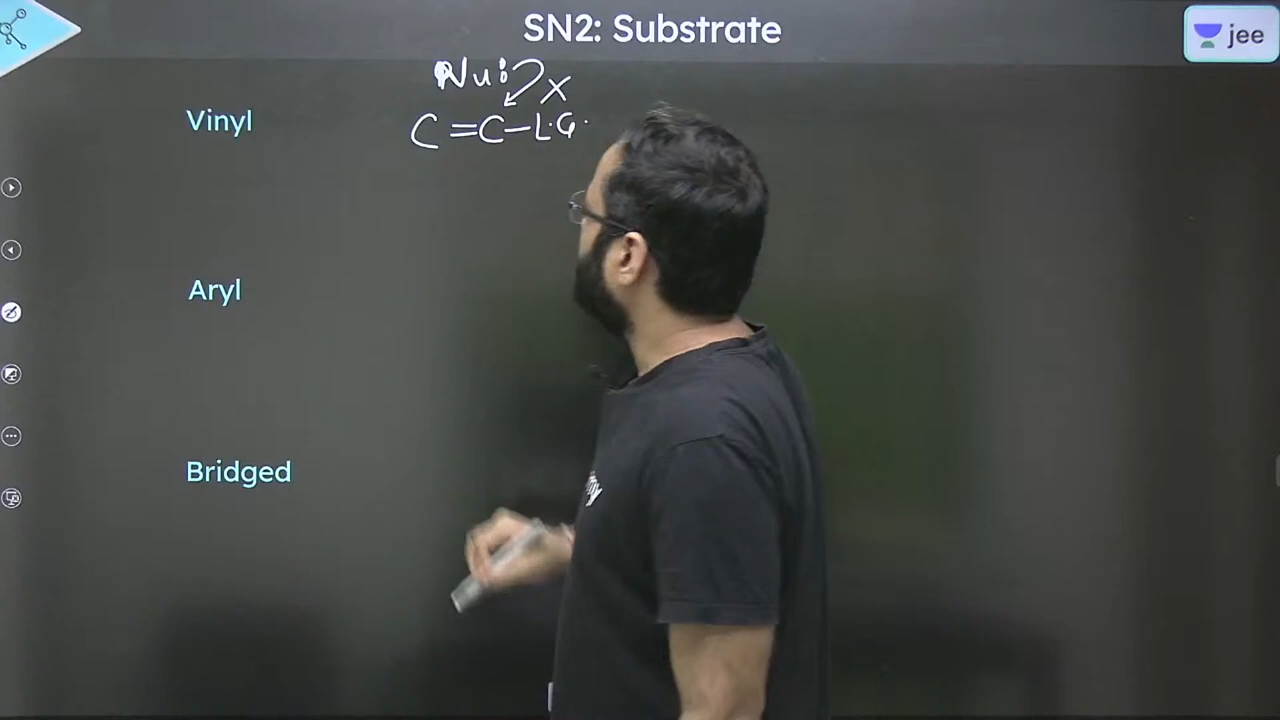 SN2: Substrate
jee
Nu: X
Vinyl
C=C-L.G.
Aryl
Bridged